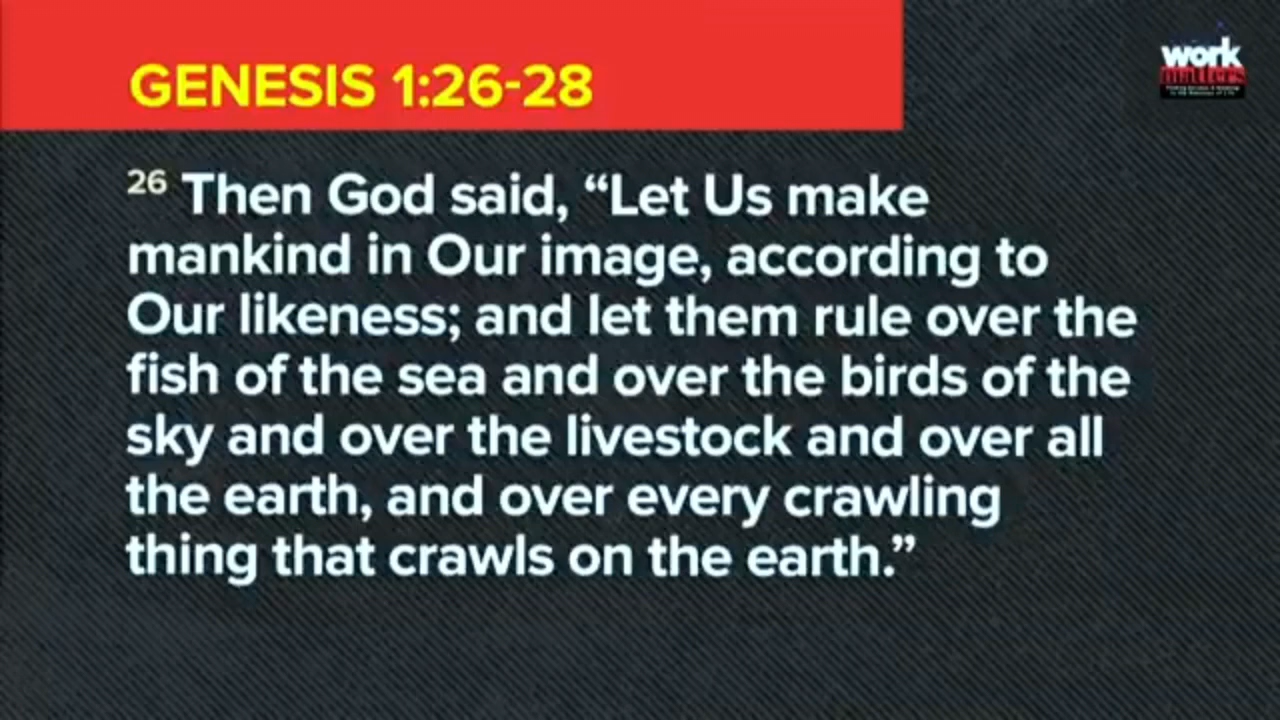 GENESIS 1:26-28
work
matters
26 Then God said, “Let Us make
mankind in Our image, according to
Our likeness; and let them rule over the
fish of the sea and over the birds of the
sky and over the livestock and over all
the earth, and over every crawling
thing that crawls on the earth.”